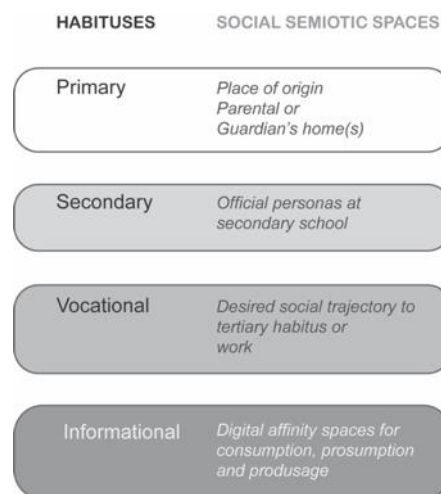 HABITUSES SOCIAL SEMIOTIC SPACES
Primary Place of origin
Parental or
Guardian's home(s)
Secondary Official personas at
secondary school
Vocational Desired social trajectory to
tertiary habitus or
work
Informational Digital affinity spaces for
consumption, prosumption
and produsage